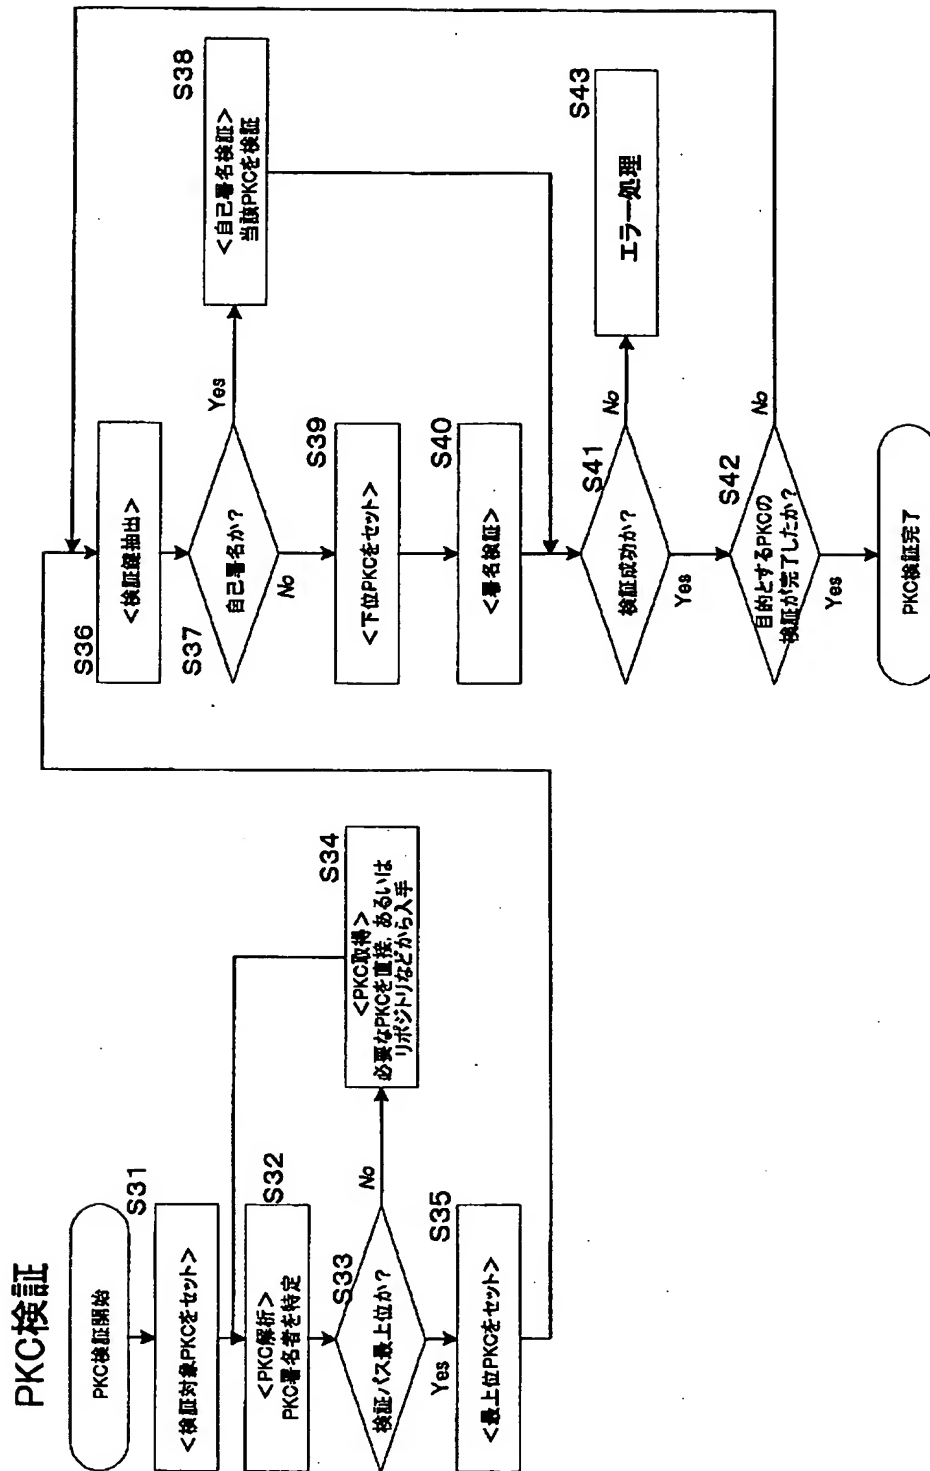 PKC検証
PKC検証開始
S31
<検証対象PKCをセット>
S32
<PKC解析>
PKC署名者を特定
S33
検証パス最上位か?
No
Yes
S34
<PKC取得>
必要なPKCを直接、あるいは
リポジトリなどから入手
S35
<最上位PKCをセット>
S36
<検証鍵抽出>
S37
自己署名か?
Yes
No
S38
<自己署名検証>
当該PKCを検証
S39
<下位PKCをセット>
S40
<署名検証>
S41
検証成功か?
No
Yes
S43
エラー処理
S42
目的とするPKCの
検証が完了したか?
No
Yes
PKC検証完了